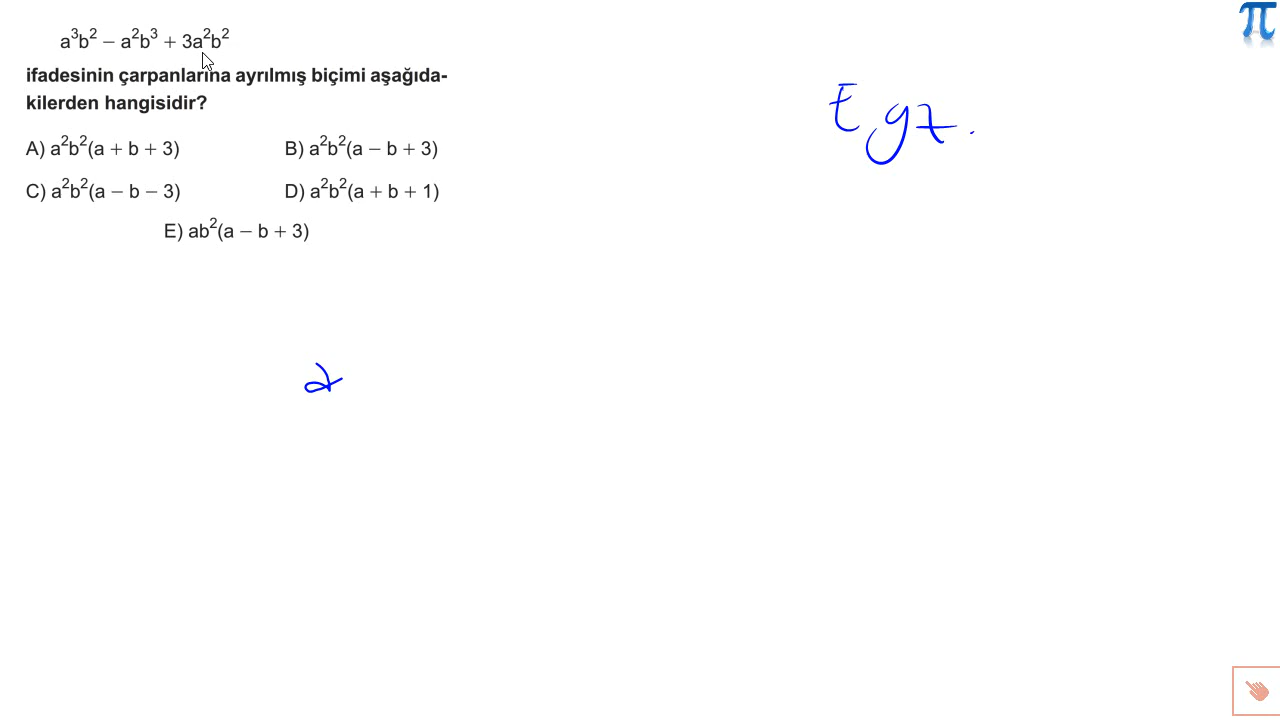 a³b² − a²b³ + 3a²b²
ifadesinin çarpanlarına ayrılmış biçimi aşağıda-
kilerden hangisidir?
A) a²b²(a + b + 3) B) a²b²(a − b + 3)
C) a²b²(a − b − 3) D) a²b²(a + b + 1)
E) ab²(a − b + 3)
Egz.
a
π